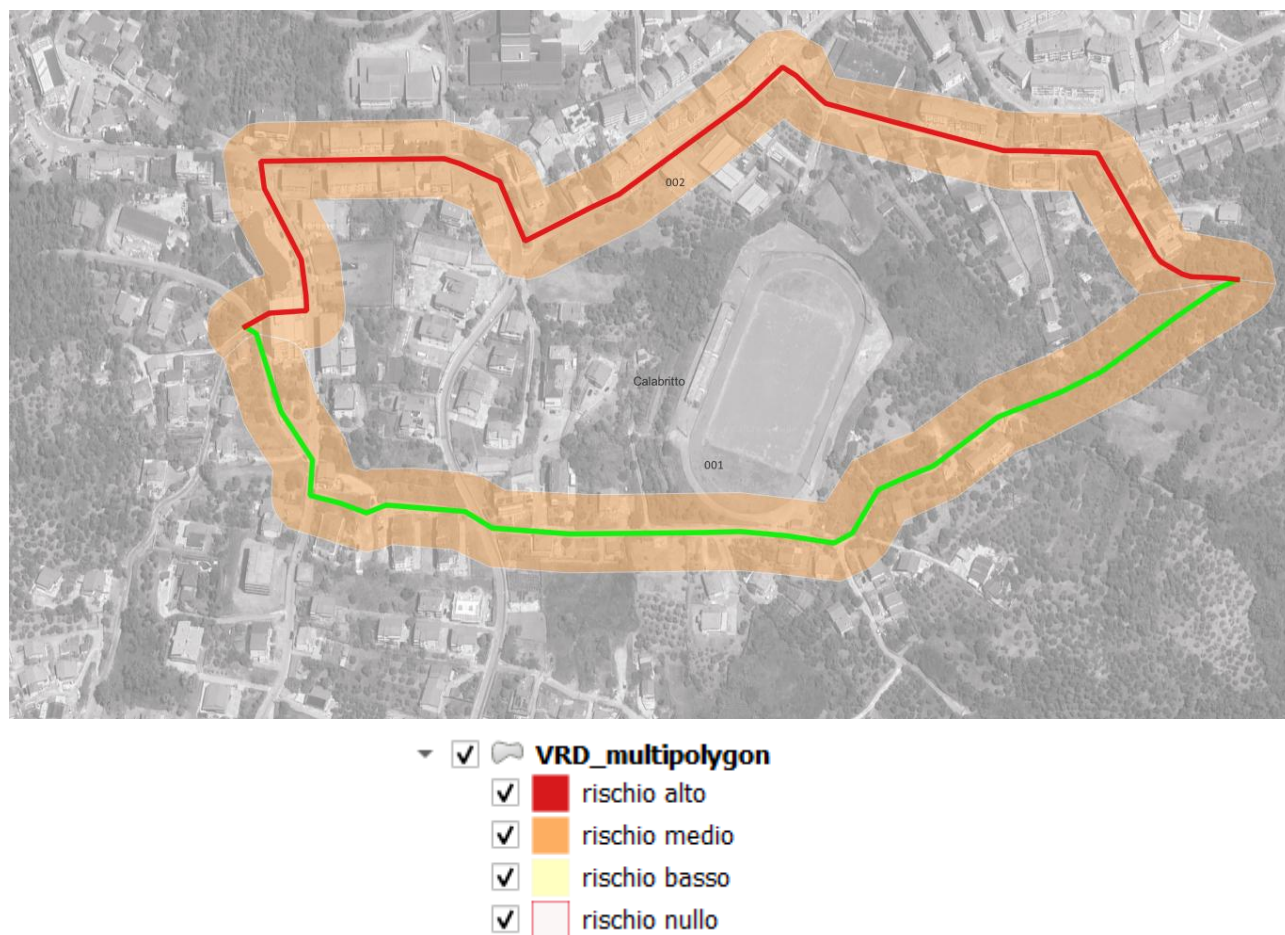 002
Calabritto
001
VRD_multipolygon
rischio alto
rischio medio
rischio basso
rischio nullo